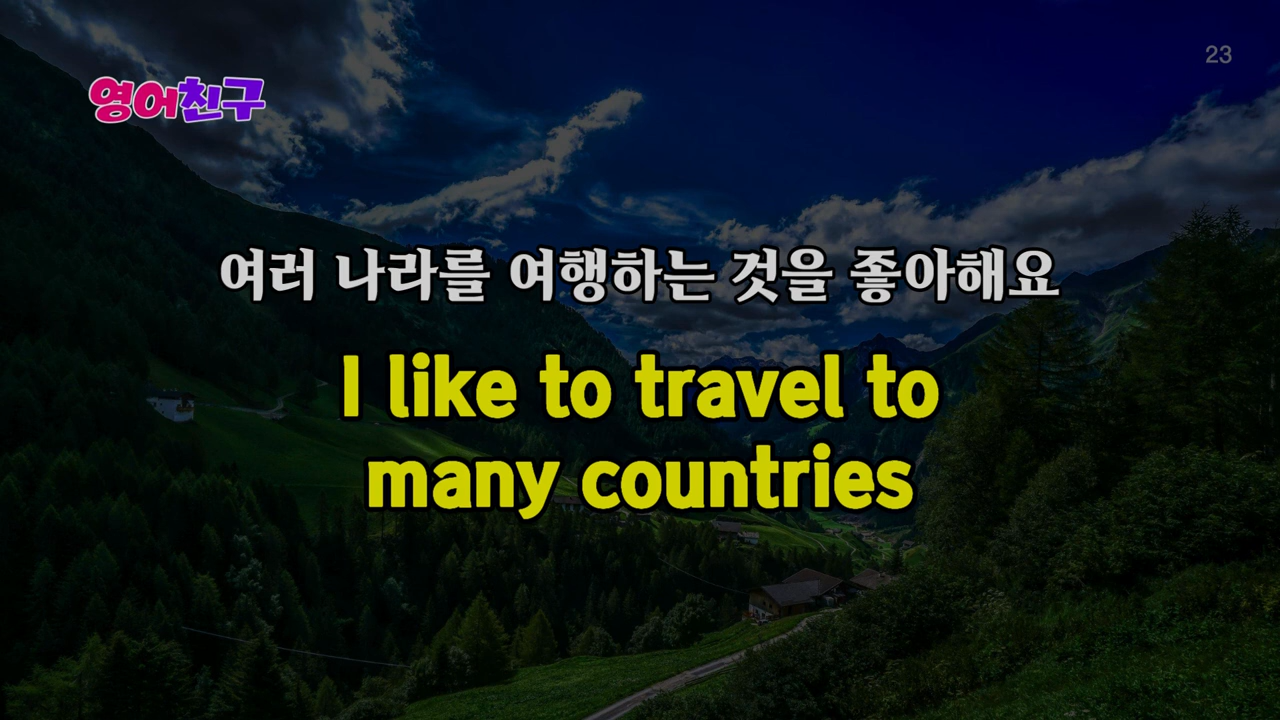 23
영어친구
여러 나라를 여행하는 것을 좋아해요
I like to travel to
many countries